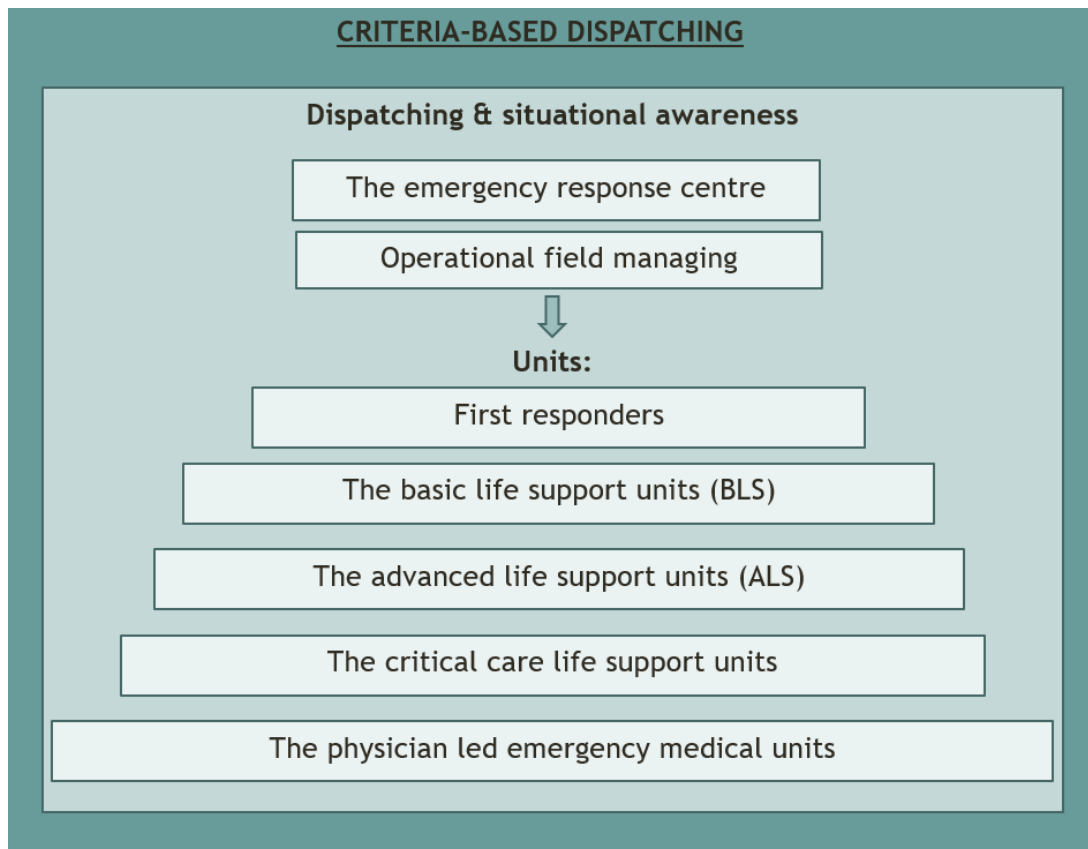 CRITERIA-BASED DISPATCHING
Dispatching & situational awareness
The emergency response centre
Operational field managing
Units:
First responders
The basic life support units (BLS)
The advanced life support units (ALS)
The critical care life support units
The physician led emergency medical units